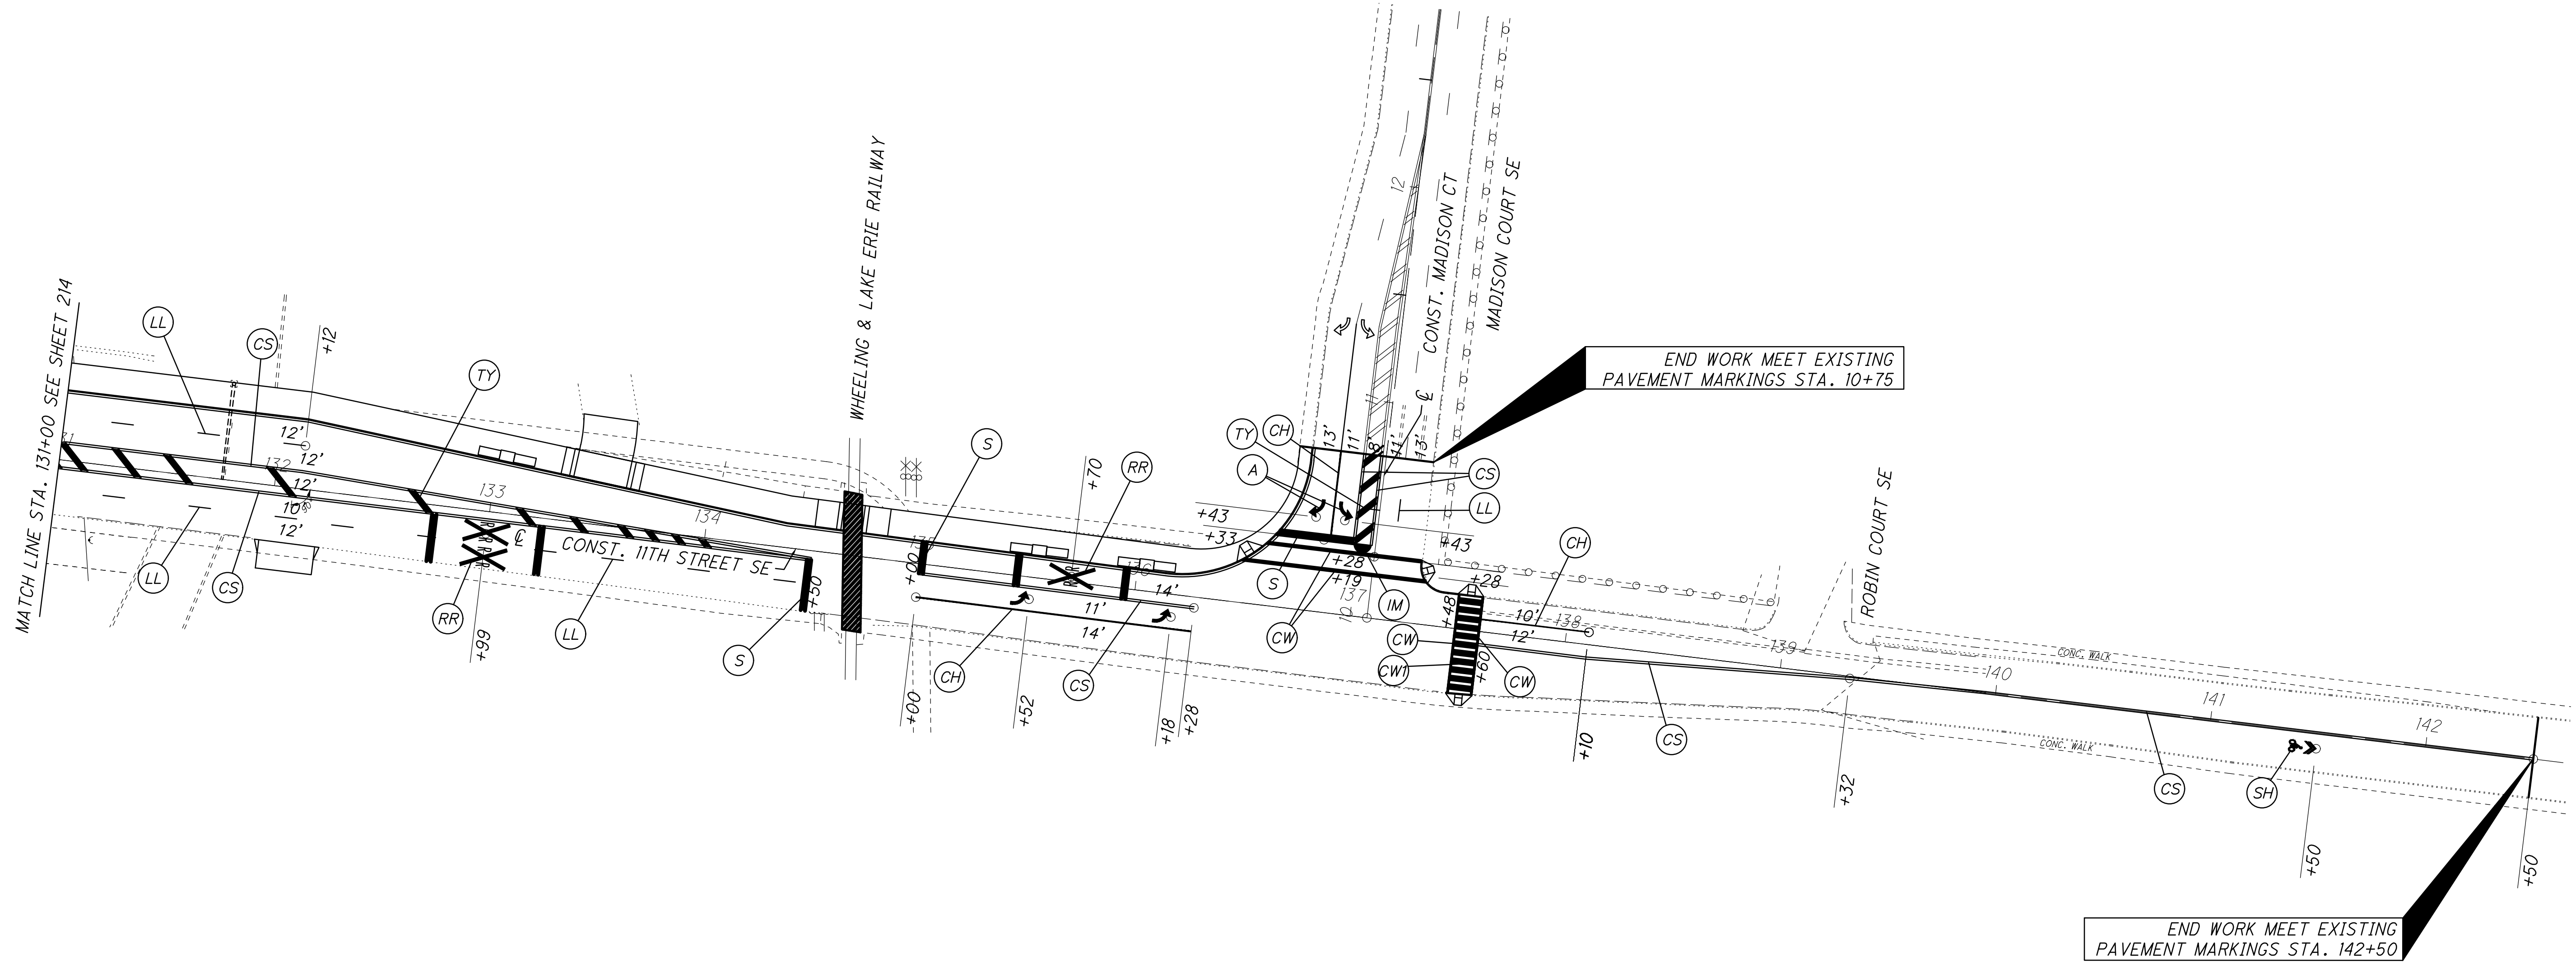 MATCH LINE STA. 131+00 SEE SHEET 214
LL
CS
+12
TY
12'
12'
132
12'
10'
12'
133
LL
CS
RR
+99
LL
CONST. 11TH STREET SE
134
S
+50
WHEELING & LAKE ERIE RAILWAY
S
+00
+70
RR
136
14'
11'
14'
CH
+00
+52
CS
+18
+28
12
CONST. MADISON CT
MADISON COURT SE
END WORK MEET EXISTING
PAVEMENT MARKINGS STA. 10+75
TY
CH
A
13'
11'
8'
11'
13'
CS
LL
+43
+33
+43
S
+28
+19
137
10
IM
CW
+28
+48
CH
10'
12'
138
CW
CW1
+60
CW
+10
CS
139
+32
ROBIN COURT SE
140
CONC. WALK
141
142
CONC. WALK
CS
SH
+50
+50
END WORK MEET EXISTING
PAVEMENT MARKINGS STA. 142+50